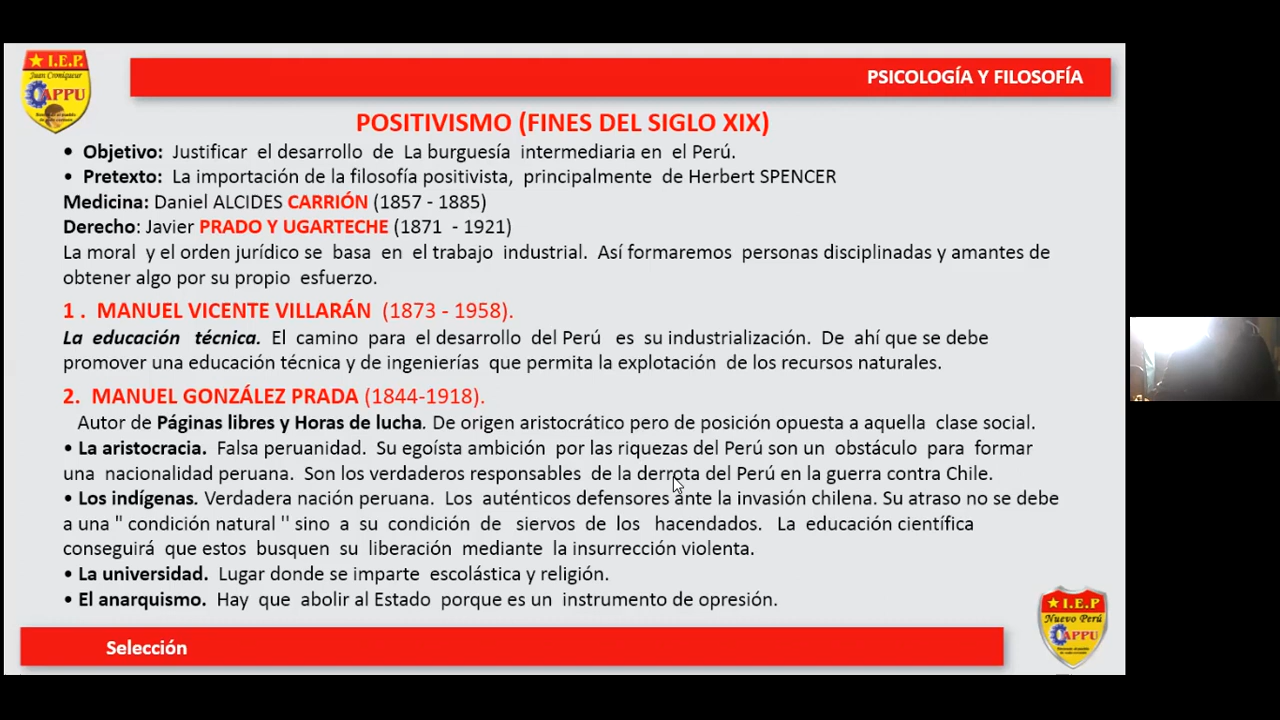 I.E.P.
Juan Croniqueur
CAPPU
PSICOLOGÍA Y FILOSOFÍA
POSITIVISMO (FINES DEL SIGLO XIX)
• Objetivo: Justificar el desarrollo de La burguesía intermediaria en el Perú.
• Pretexto: La importación de la filosofía positivista, principalmente de Herbert SPENCER
Medicina: Daniel ALCIDES CARRIÓN (1857 - 1885)
Derecho: Javier PRADO Y UGARTECHE (1871 - 1921)
La moral y el orden jurídico se basa en el trabajo industrial. Así formaremos personas disciplinadas y amantes de
obtener algo por su propio esfuerzo.
1 . MANUEL VICENTE VILLARÁN (1873 - 1958).
La educación técnica. El camino para el desarrollo del Perú es su industrialización. De ahí que se debe
promover una educación técnica y de ingenierías que permita la explotación de los recursos naturales.
2. MANUEL GONZÁLEZ PRADA (1844-1918).
Autor de Páginas libres y Horas de lucha. De origen aristocrático pero de posición opuesta a aquella clase social.
• La aristocracia. Falsa peruanidad. Su egoísta ambición por las riquezas del Perú son un obstáculo para formar
una nacionalidad peruana. Son los verdaderos responsables de la derrota del Perú en la guerra contra Chile.
• Los indígenas. Verdadera nación peruana. Los auténticos defensores ante la invasión chilena. Su atraso no se debe
a una " condición natural '' sino a su condición de siervos de los hacendados. La educación científica
conseguirá que estos busquen su liberación mediante la insurrección violenta.
• La universidad. Lugar donde se imparte escolástica y religión.
• El anarquismo. Hay que abolir al Estado porque es un instrumento de opresión.
I.E.P
Nuevo Perú
CAPPU
Selección